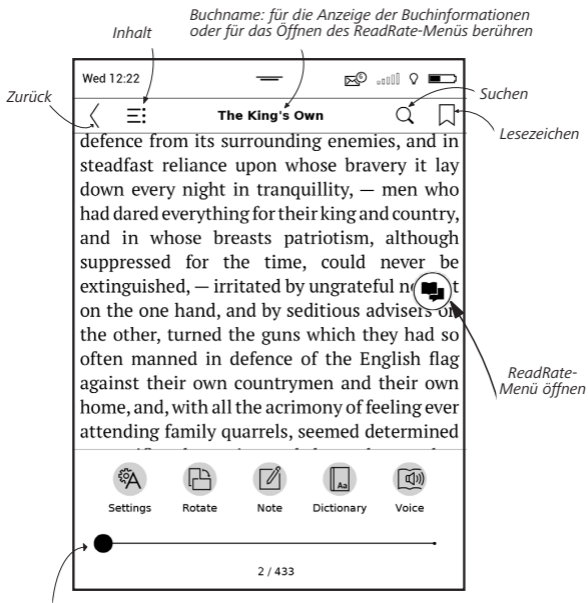 Buchname: für die Anzeige der Buchinformationen
oder für das Öffnen des ReadRate-Menüs berühren
Inhalt
Zurück
Wed 12:22
The King's Own
Suchen
Lesezeichen
defence from its surrounding enemies, and in
steadfast reliance upon whose bravery it lay
down every night in tranquillity, — men who
had dared everything for their king and country,
and in whose breasts patriotism, although
suppressed for the time, could never be
extinguished, — irritated by ungrateful
on the one hand, and by seditious advisers on
the other, turned the guns which they had so
often manned in defence of the English flag
against their own countrymen and their own
home, and, with all the acrimony of feeling ever
attending family quarrels, seemed determined
ReadRate-
Menü öffnen
Settings
Rotate
Note
Dictionary
Voice
2 / 433